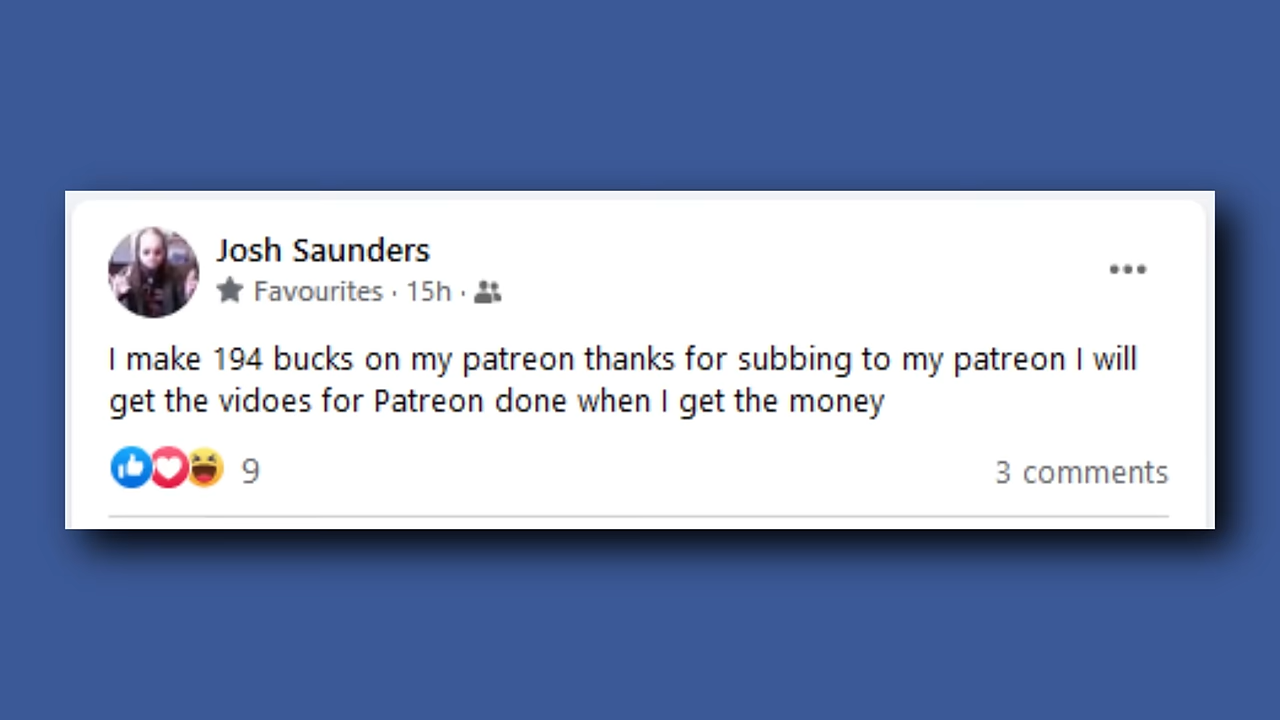 Josh Saunders
Favourites · 15h ·
I make 194 bucks on my patreon thanks for subbing to my patreon I will
get the vidoes for Patreon done when I get the money
9 3 comments